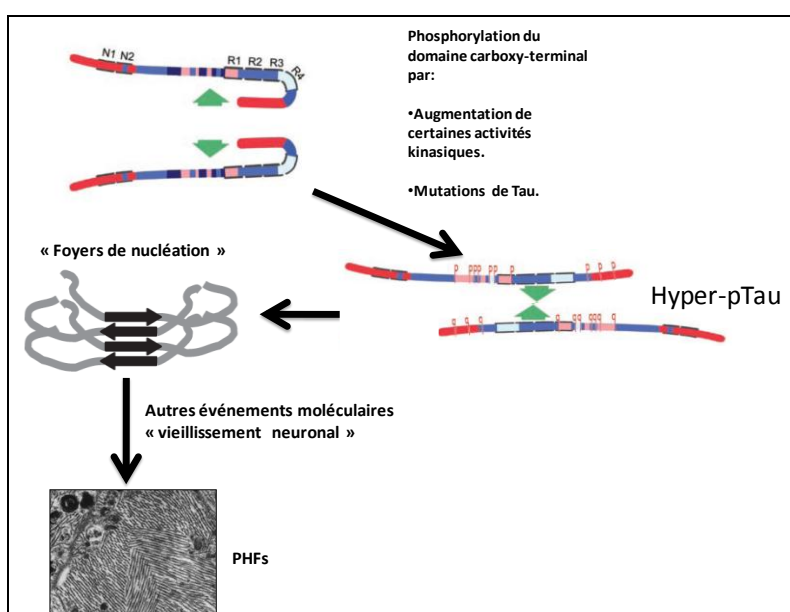 N1 N2
R1 R2 R3 R4
Phosphorylation du
domaine carboxy-terminal
par:
•Augmentation de
certaines activités
kinasiques.
•Mutations de Tau.
« Foyers de nucléation »
P P P P P P P P P P
Hyper-pTau
P P P P P P P P P P
Autres événements moléculaires
« vieillissement neuronal »
PHFs